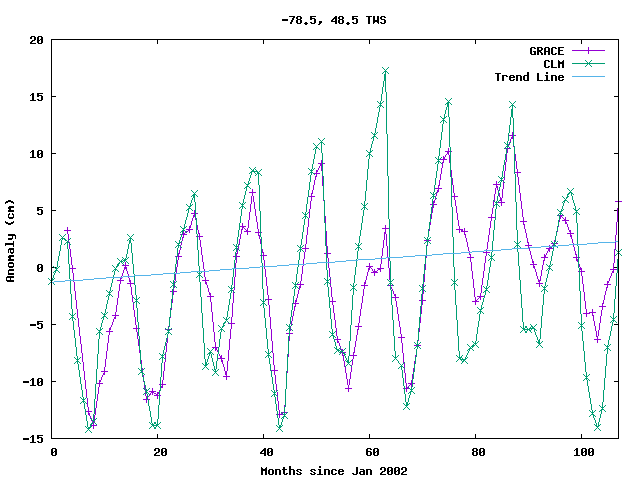 -78.5, 48.5 TWS
GRACE
CLM
Trend Line
20
15
10
5
0
-5
-10
-15
Anomaly (cm)
0 20 40 60 80 100
Months since Jan 2002